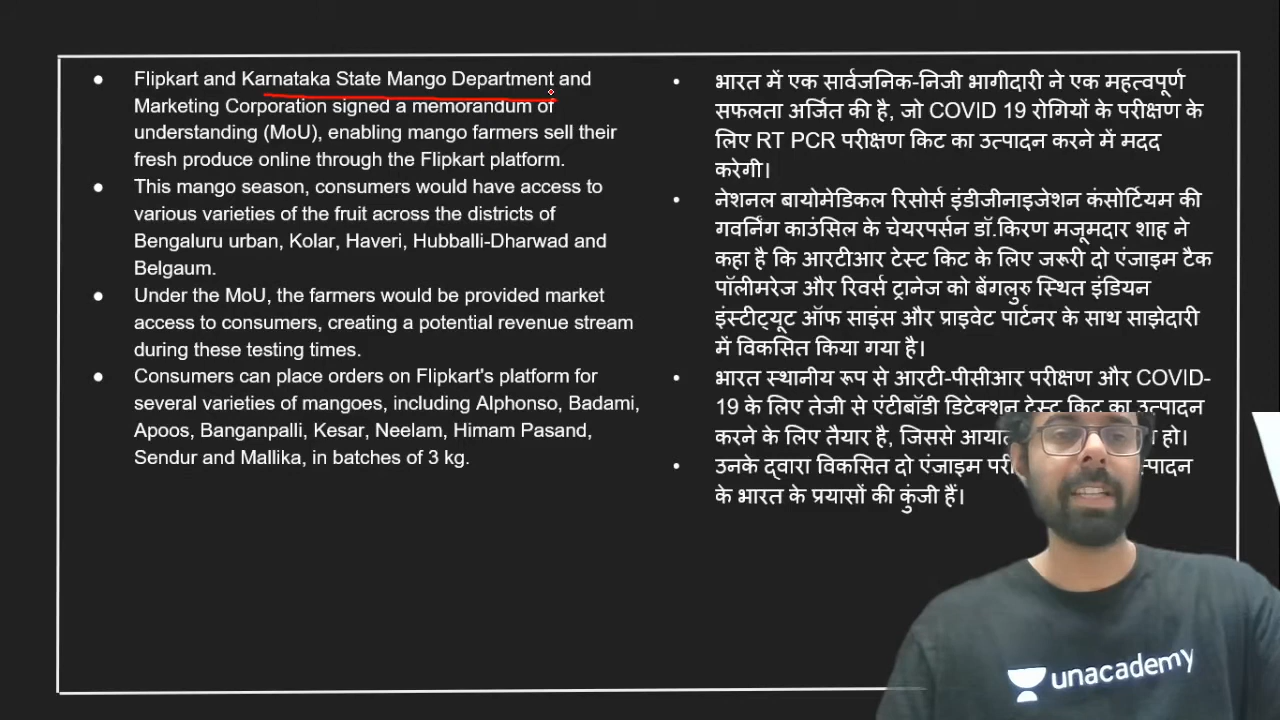 ● Flipkart and Karnataka State Mango Department and
Marketing Corporation signed a memorandum of
understanding (MoU), enabling mango farmers sell their
fresh produce online through the Flipkart platform.
● This mango season, consumers would have access to
various varieties of the fruit across the districts of
Bengaluru urban, Kolar, Haveri, Hubballi-Dharwad and
Belgaum.
● Under the MoU, the farmers would be provided market
access to consumers, creating a potential revenue stream
during these testing times.
● Consumers can place orders on Flipkart's platform for
several varieties of mangoes, including Alphonso, Badami,
Apoos, Banganpalli, Kesar, Neelam, Himam Pasand,
Sendur and Mallika, in batches of 3 kg.
• भारत में एक सार्वजनिक-निजी भागीदारी ने एक महत्वपूर्ण
सफलता अर्जित की है, जो COVID 19 रोगियों के परीक्षण के
लिए RT PCR परीक्षण किट का उत्पादन करने में मदद
करेगी।
• नेशनल बायोमेडिकल रिसोर्स इंडीजीनाइजेशन कंसोर्टियम की
गवर्निंग काउंसिल के चेयरपर्सन डॉ.किरण मजूमदार शाह ने
कहा है कि आरटीआर टेस्ट किट के लिए जरूरी दो एंजाइम टैक
पॉलीमरेज और रिवर्स ट्रानेज को बेंगलुरु स्थित इंडियन
इंस्टीट्यूट ऑफ साइंस और प्राइवेट पार्टनर के साथ साझेदारी
में विकसित किया गया है।
• भारत स्थानीय रूप से आरटी-पीसीआर परीक्षण और COVID-
19 के लिए तेजी से एंटीबॉडी डिटेक्शन टेस्ट किट का उत्पादन
करने के लिए तैयार है, जिससे हो।
• उनके द्वारा विकसित दो एंजाइम
के भारत के प्रयासों की कुंजी हैं।
unacademy